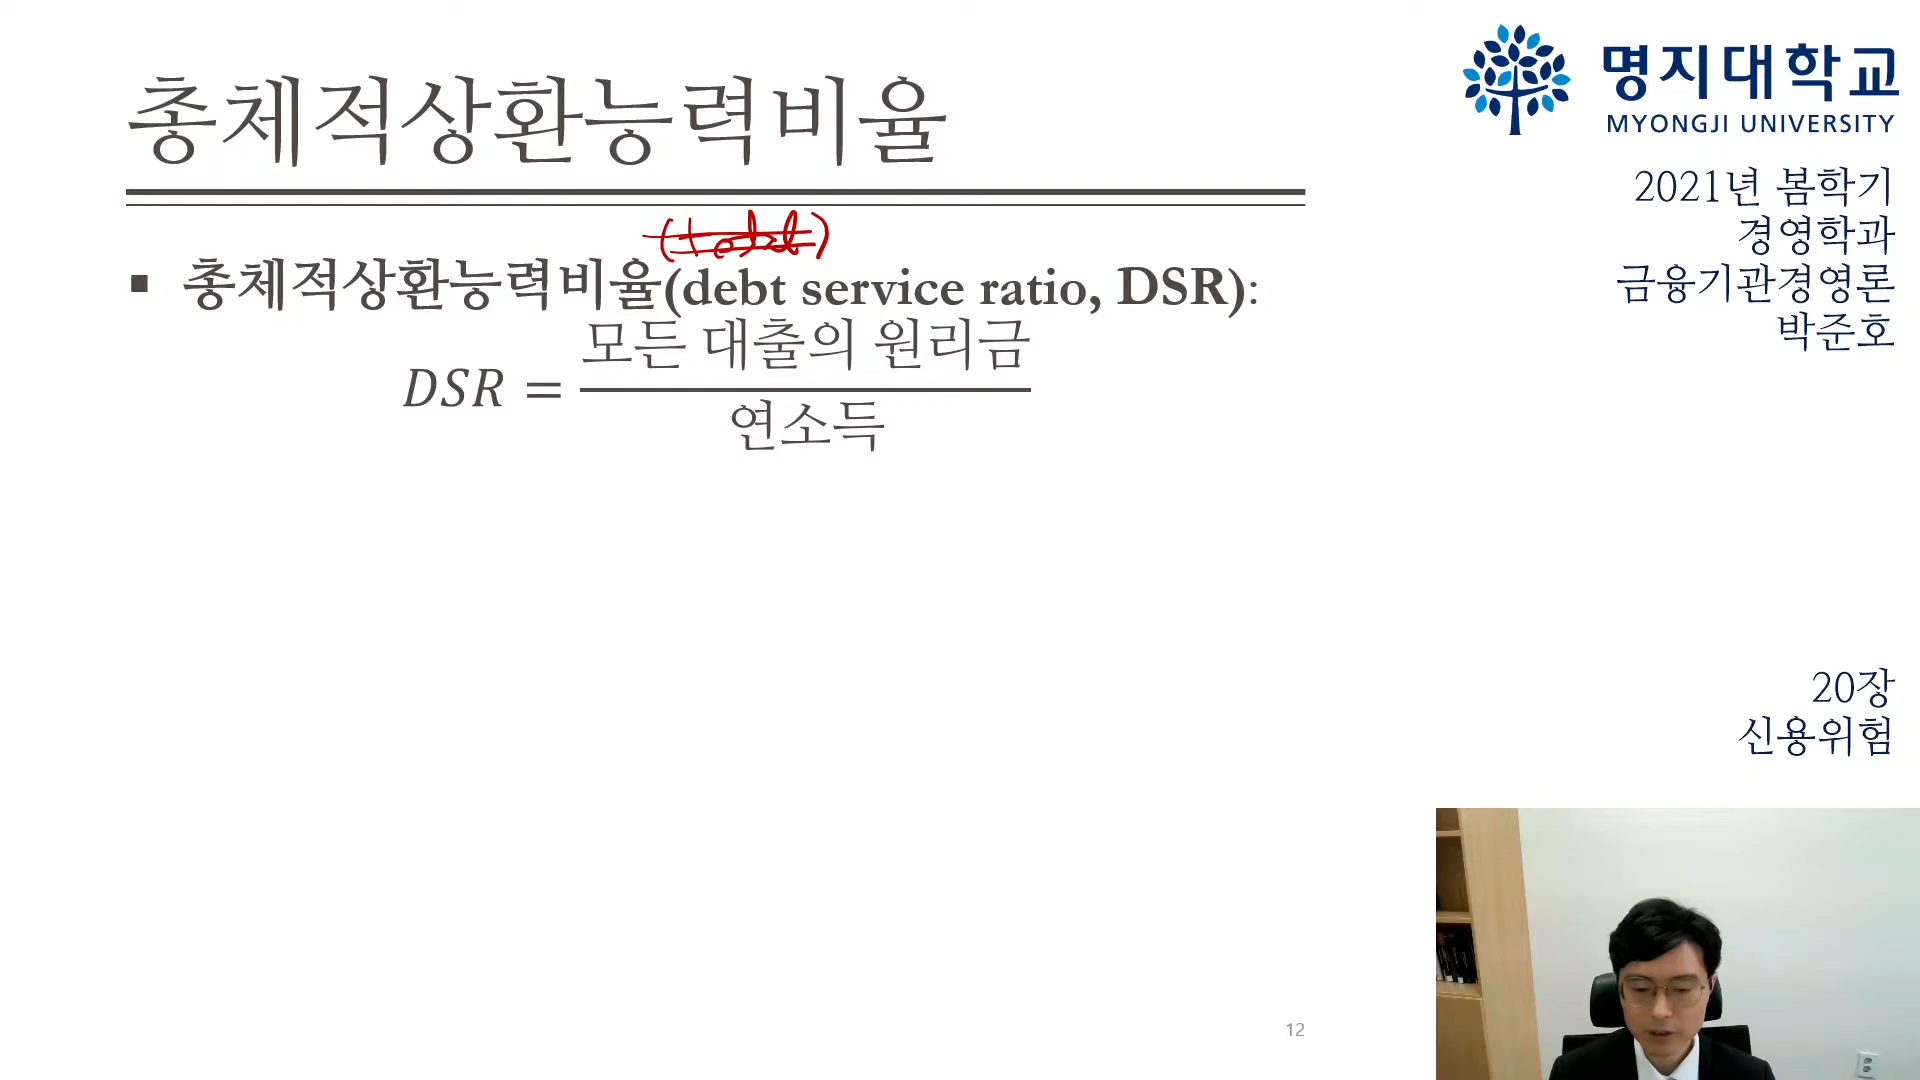 총체적상환능력비율
명지대학교
MYONGJI UNIVERSITY
2021년 봄학기
경영학과
금융기관경영론
박준호
(total)
▪ 총체적상환능력비율(debt service ratio, DSR):
DSR = 모든 대출의 원리금
연소득
20장
신용위험
12